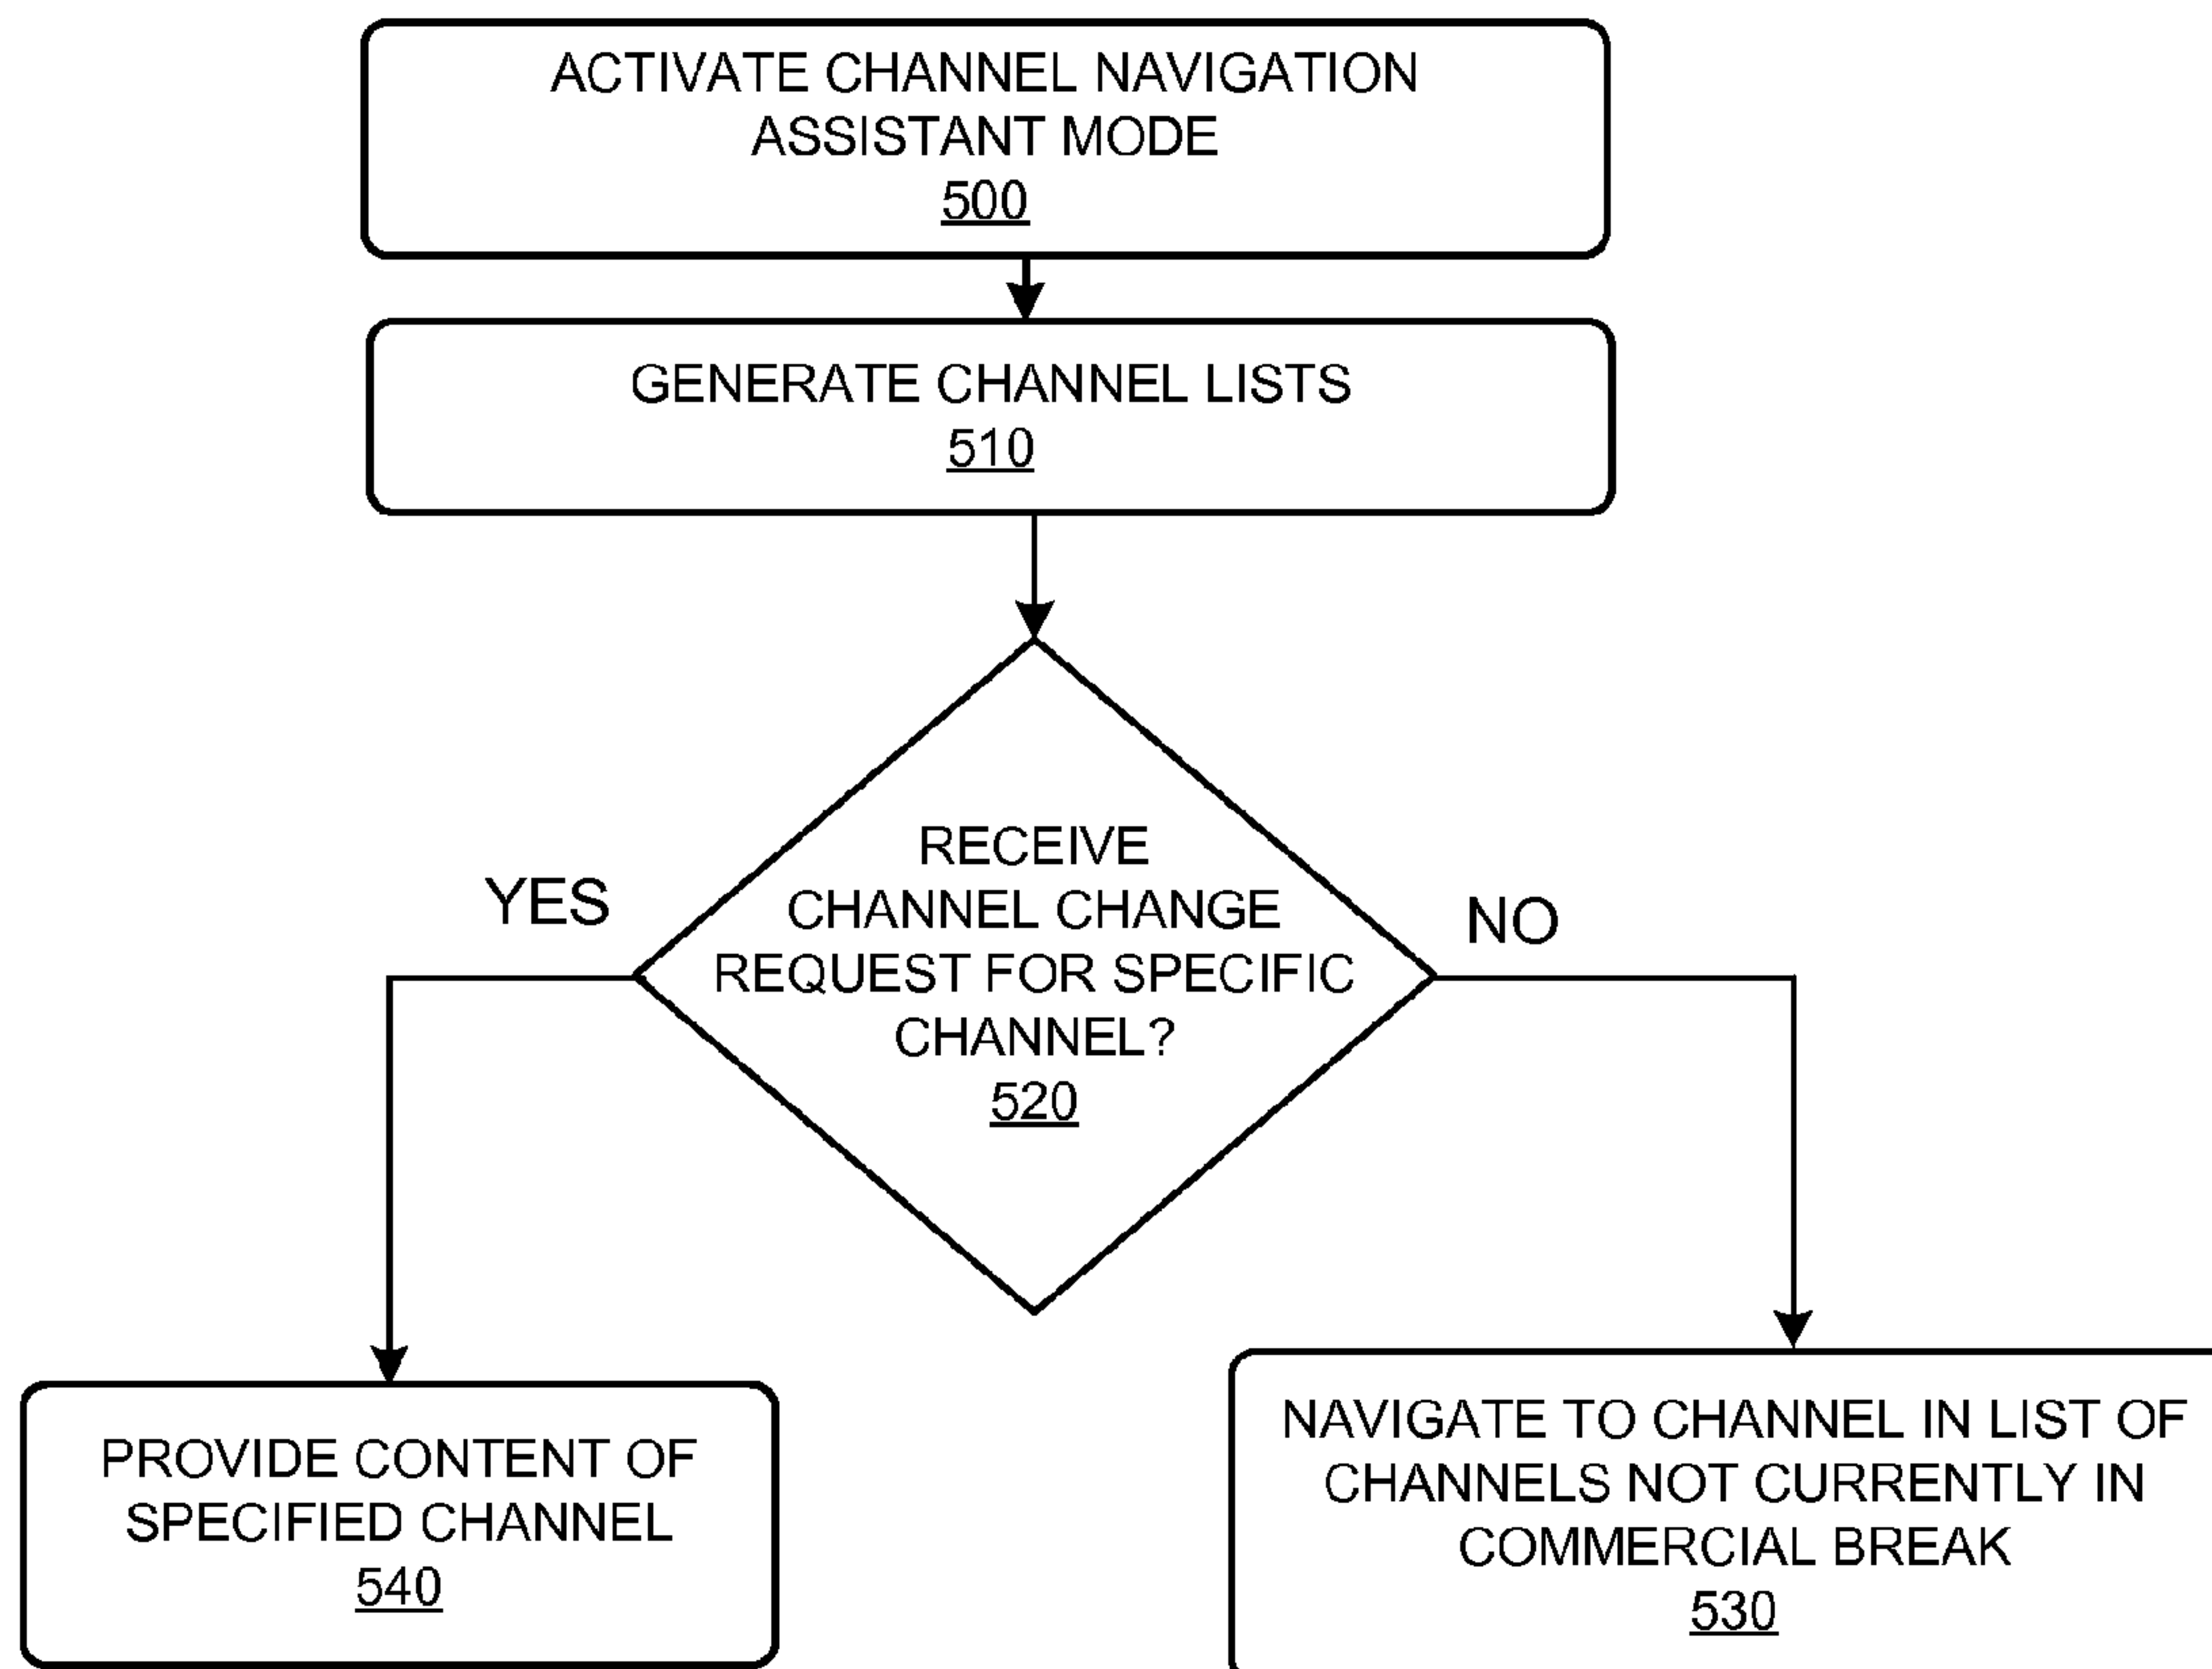 ACTIVATE CHANNEL NAVIGATION
ASSISTANT MODE
500
GENERATE CHANNEL LISTS
510
RECEIVE
CHANNEL CHANGE
REQUEST FOR SPECIFIC
CHANNEL?
520
YES
NO
PROVIDE CONTENT OF
SPECIFIED CHANNEL
540
NAVIGATE TO CHANNEL IN LIST OF
CHANNELS NOT CURRENTLY IN
COMMERCIAL BREAK
530